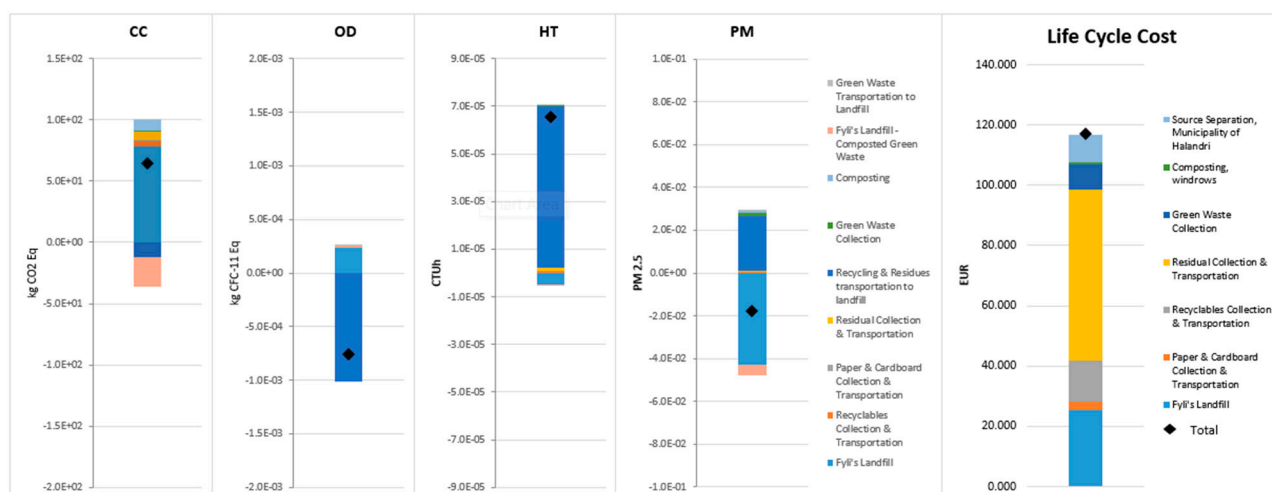 CC
1.5E+02
1.0E+02
5.0E+01
0.0E+00
-5.0E+01
-1.0E+02
-1.5E+02
-2.0E+02
kg CO2 Eq
OD
2.0E-03
1.5E-03
1.0E-03
5.0E-04
0.0E+00
-5.0E-04
-1.0E-03
-1.5E-03
-2.0E-03
kg CFC-11 Eq
HT
9.0E-05
7.0E-05
5.0E-05
3.0E-05
1.0E-05
-1.0E-05
-3.0E-05
-5.0E-05
-7.0E-05
-9.0E-05
CTUh
Chart Area
PM
1.0E-01
8.0E-02
6.0E-02
4.0E-02
2.0E-02
0.0E+00
-2.0E-02
-4.0E-02
-6.0E-02
-8.0E-02
-1.0E-01
PM 2.5
Green Waste
Transportation to
Landfill
Fyli's Landfill -
Composted Green
Waste
Composting
Green Waste
Collection
Recycling & Residues
transportation to
landfill
Residual Collection
& Transportation
Paper & Cardboard
Collection &
Transportation
Recyclables
Collection &
Transportation
Fyli's Landfill
Life Cycle Cost
140.000
120.000
100.000
80.000
60.000
40.000
20.000
0.000
EUR
Source Separation,
Municipality of
Halandri
Composting,
windrows
Green Waste
Collection
Residual Collection
& Transportation
Recyclables Collection
& Transportation
Paper & Cardboard
Collection &
Transportation
Fyli's Landfill
Total